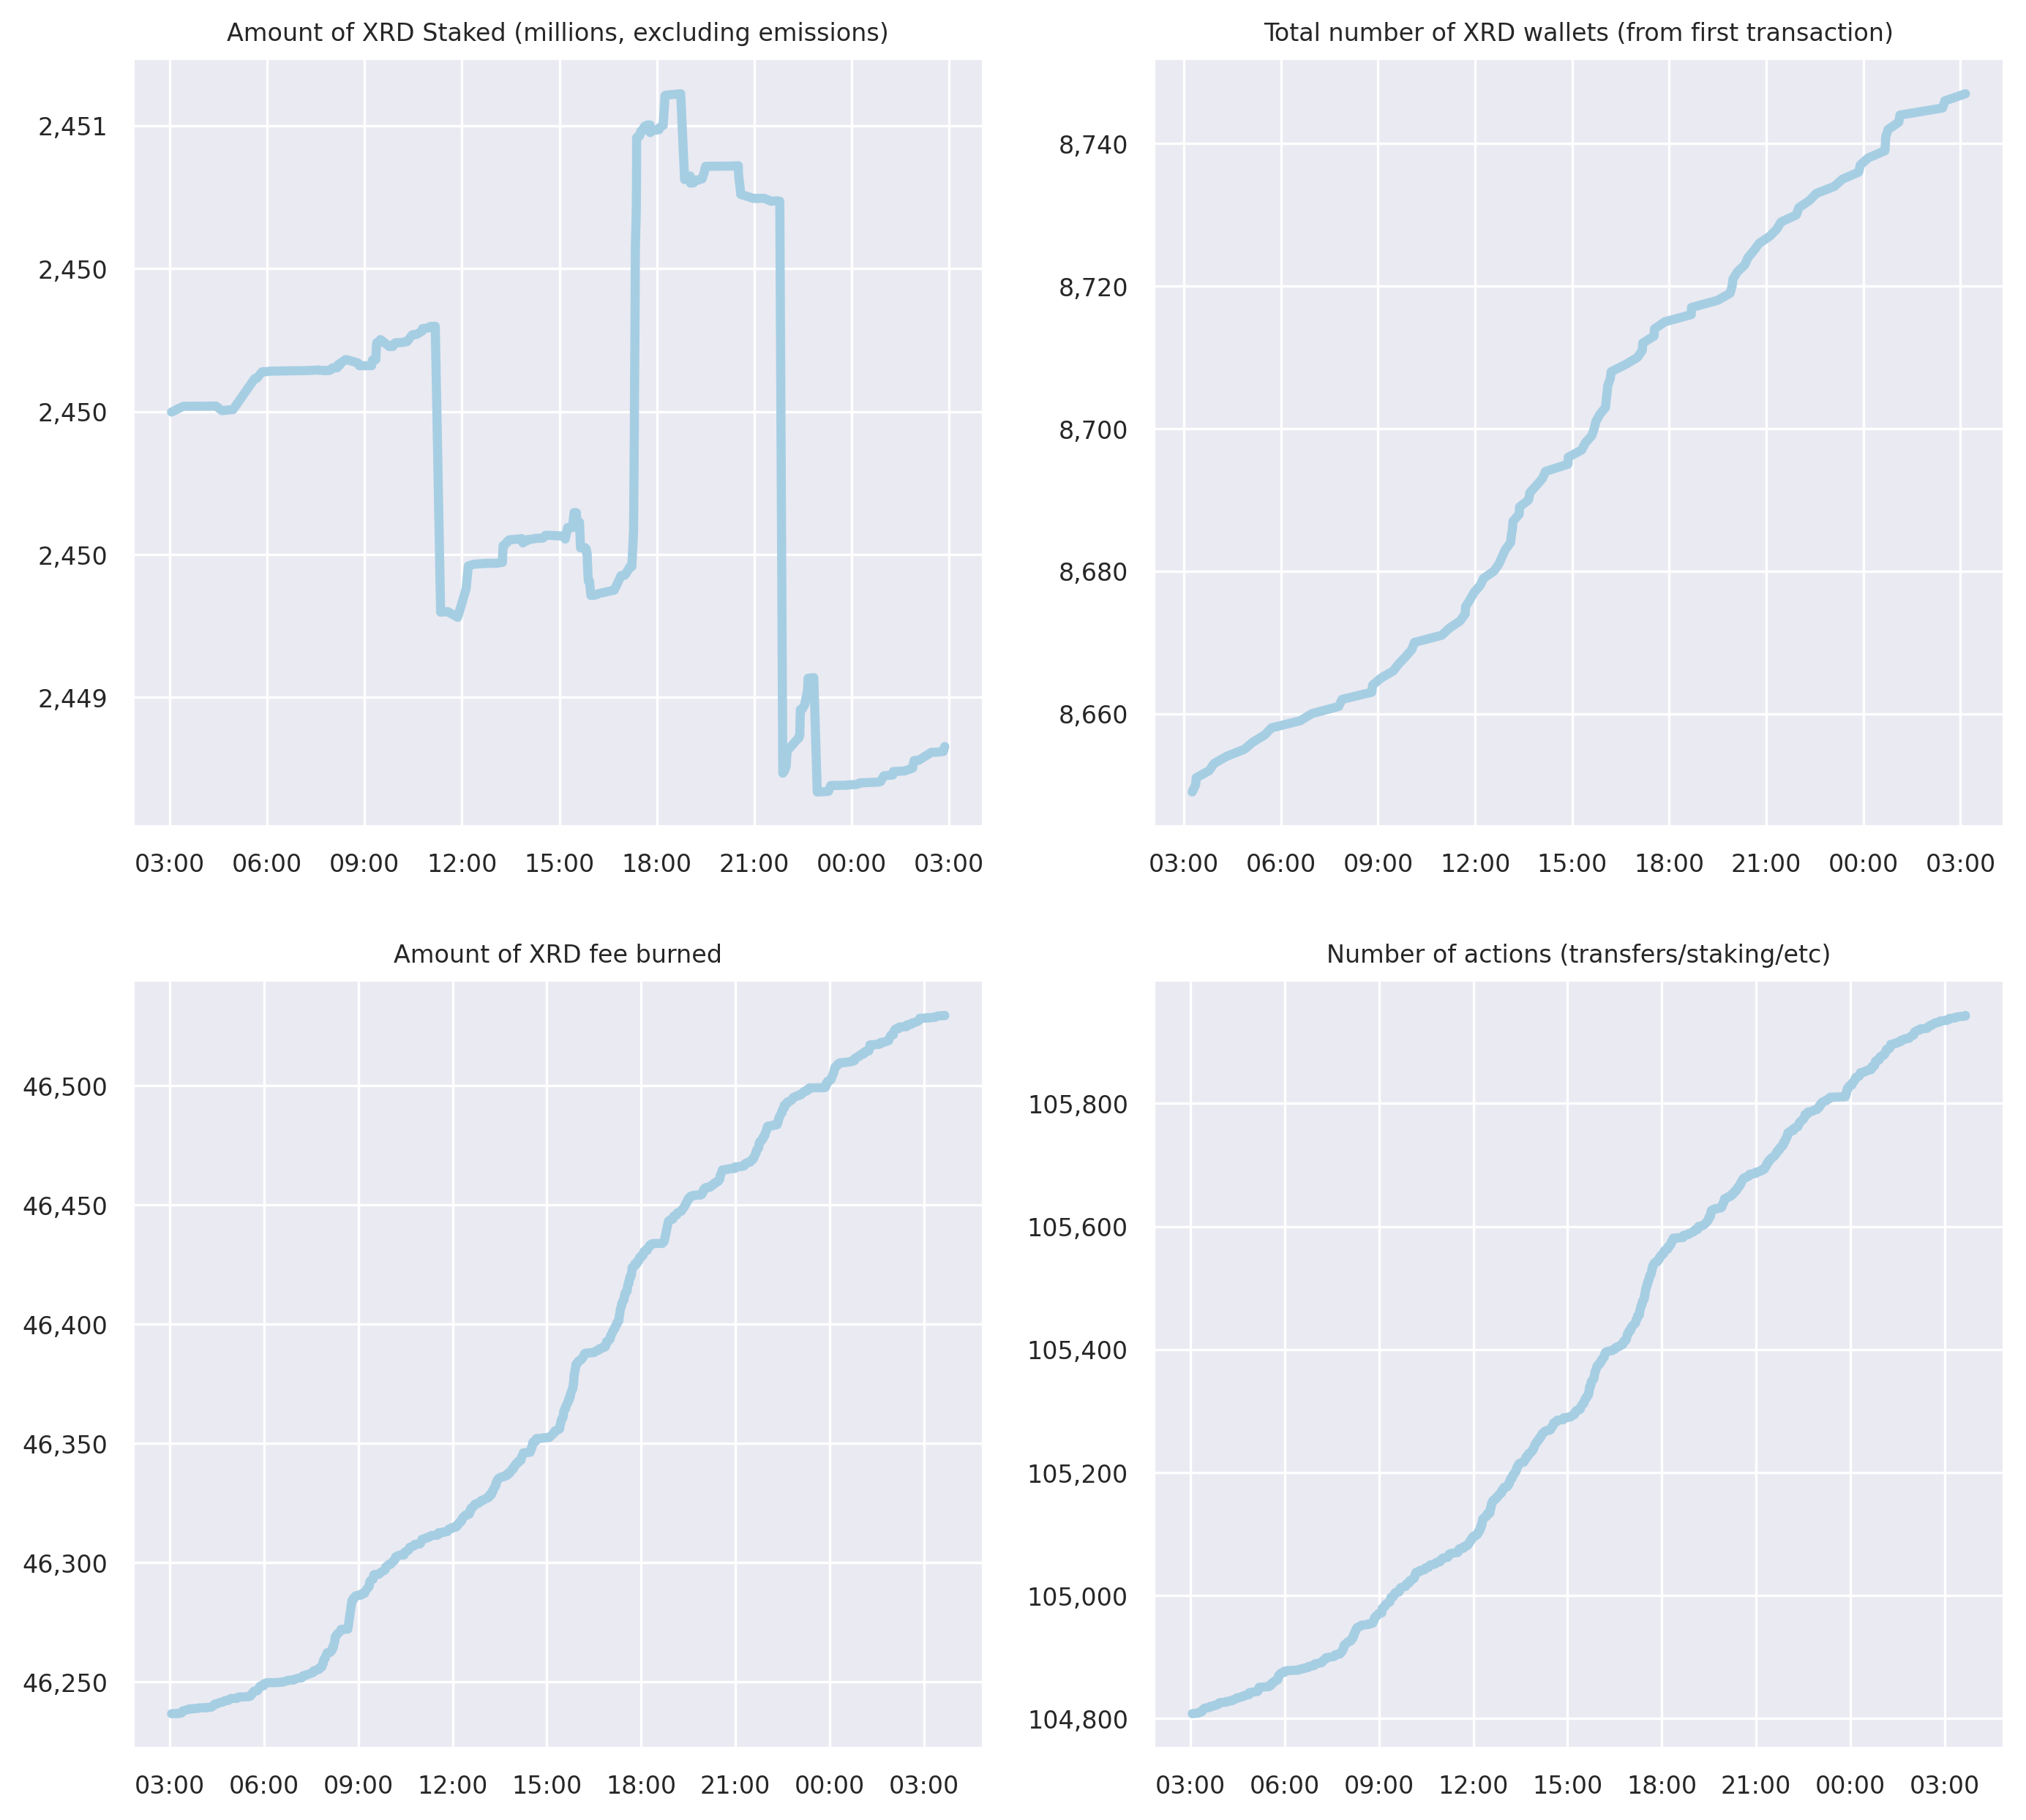 Amount of XRD Staked (millions, excluding emissions)
2,451
2,450
2,450
2,450
2,449
03:00 06:00 09:00 12:00 15:00 18:00 21:00 00:00 03:00
Total number of XRD wallets (from first transaction)
8,740
8,720
8,700
8,680
8,660
03:00 06:00 09:00 12:00 15:00 18:00 21:00 00:00 03:00
Amount of XRD fee burned
46,500
46,450
46,400
46,350
46,300
46,250
03:00 06:00 09:00 12:00 15:00 18:00 21:00 00:00 03:00
Number of actions (transfers/staking/etc)
105,800
105,600
105,400
105,200
105,000
104,800
03:00 06:00 09:00 12:00 15:00 18:00 21:00 00:00 03:00